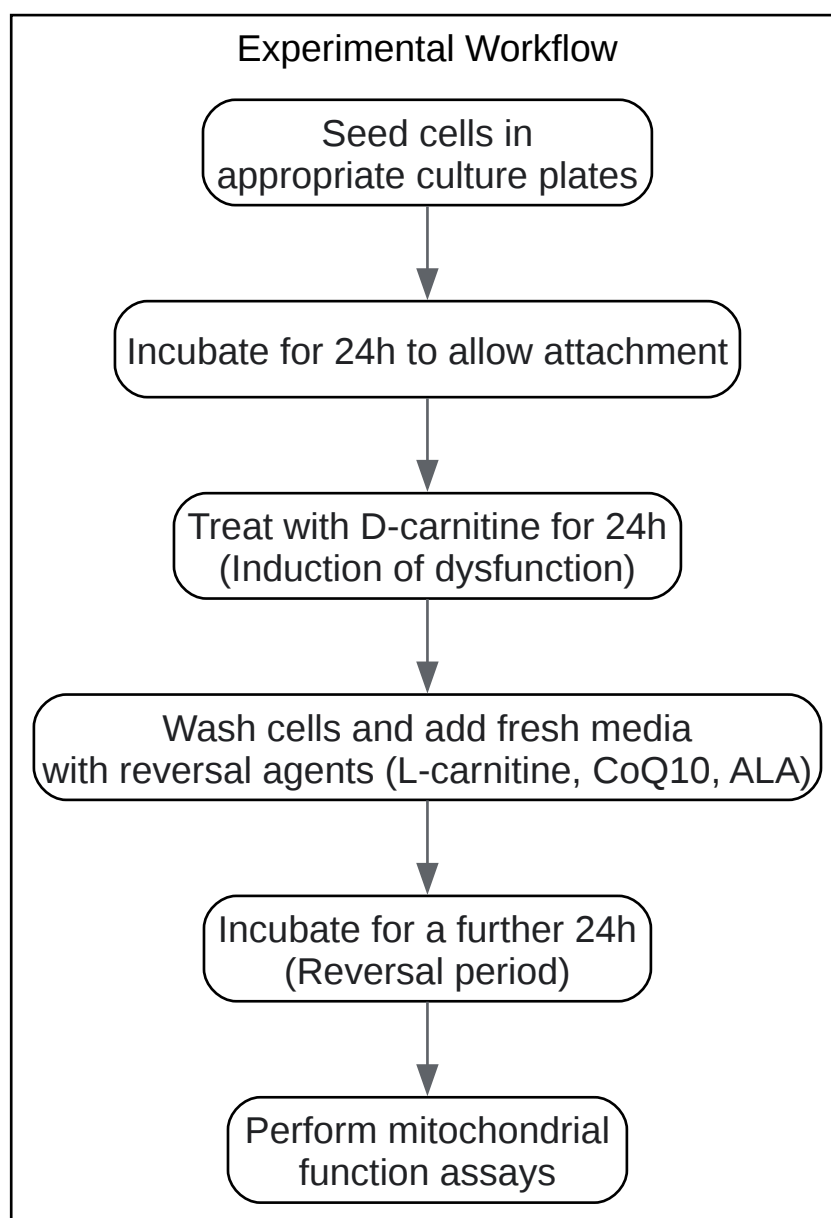 Experimental Workflow
Seed cells in
appropriate culture plates
Incubate for 24h to allow attachment
Treat with D-carnitine for 24h
(Induction of dysfunction)
Wash cells and add fresh media
with reversal agents (L-carnitine, CoQ10, ALA)
Incubate for a further 24h
(Reversal period)
Perform mitochondrial
function assays